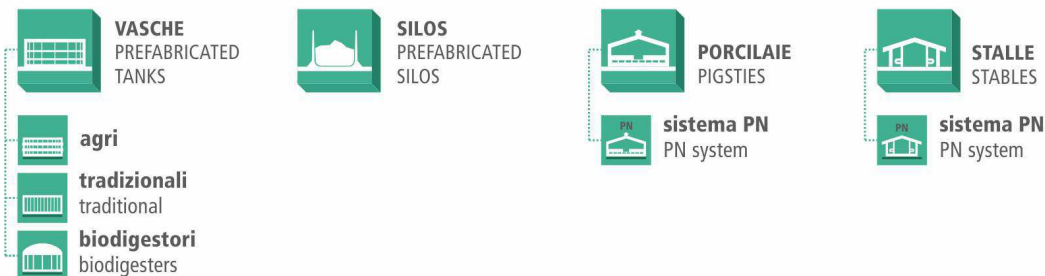 VASCHE
PREFABRICATED
TANKS
agri
tradizionali
traditional
biodigestori
biodigesters
SILOS
PREFABRICATED
SILOS
PORCILAIE
PIGSTIES
PN
sistema PN
PN system
STALLE
STABLES
PN
sistema PN
PN system